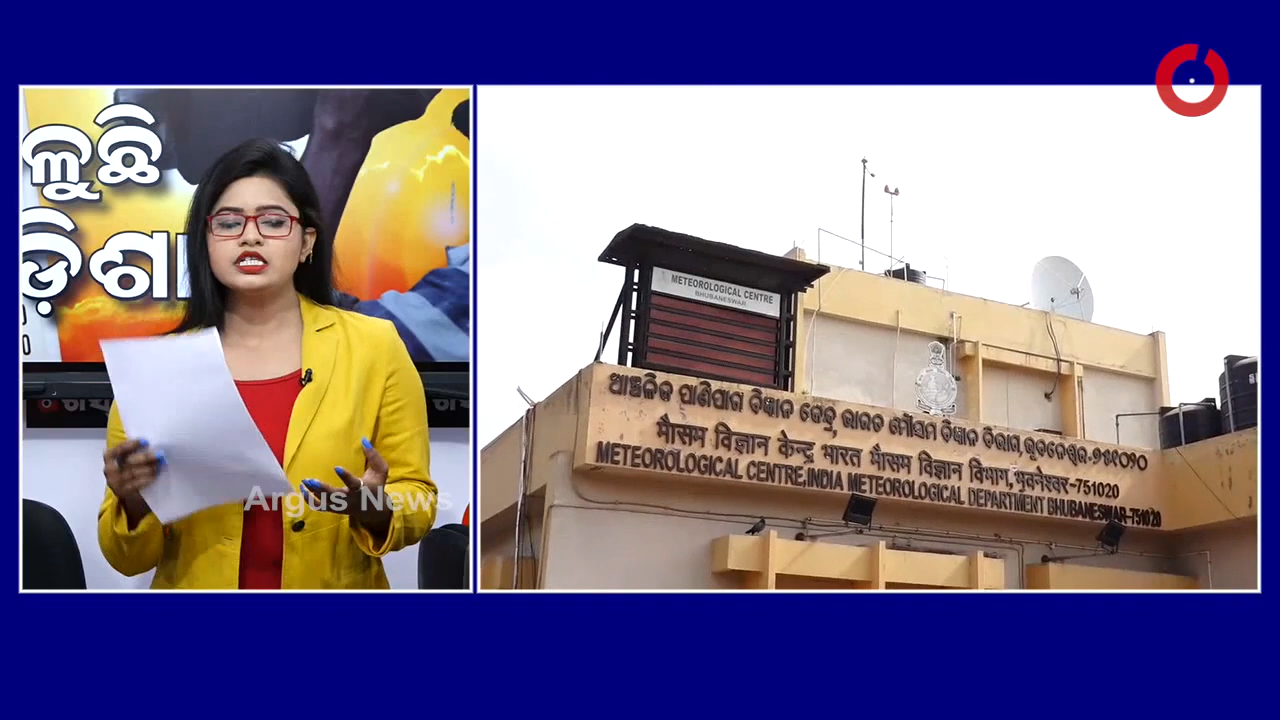 ଳୁଛି
ଡ଼ିଶା
Argus News
METEOROLOGICAL CENTRE
BHUBANESWAR
ଆଞ୍ଚଳିକ ପାଣିପାଗ ବିଜ୍ଞାନ କେନ୍ଦ୍ର, ଭାରତ ମୌସମ ବିଜ୍ଞାନ ବିଭାଗ, ଭୁବନେଶ୍ୱର-୭୫୧୦୨୦
मौसम विज्ञान केन्द्र भारत मौसम विज्ञान विभाग, भुवनेश्वर-751020
METEOROLOGICAL CENTRE, INDIA METEOROLOGICAL DEPARTMENT BHUBANESWAR-751020